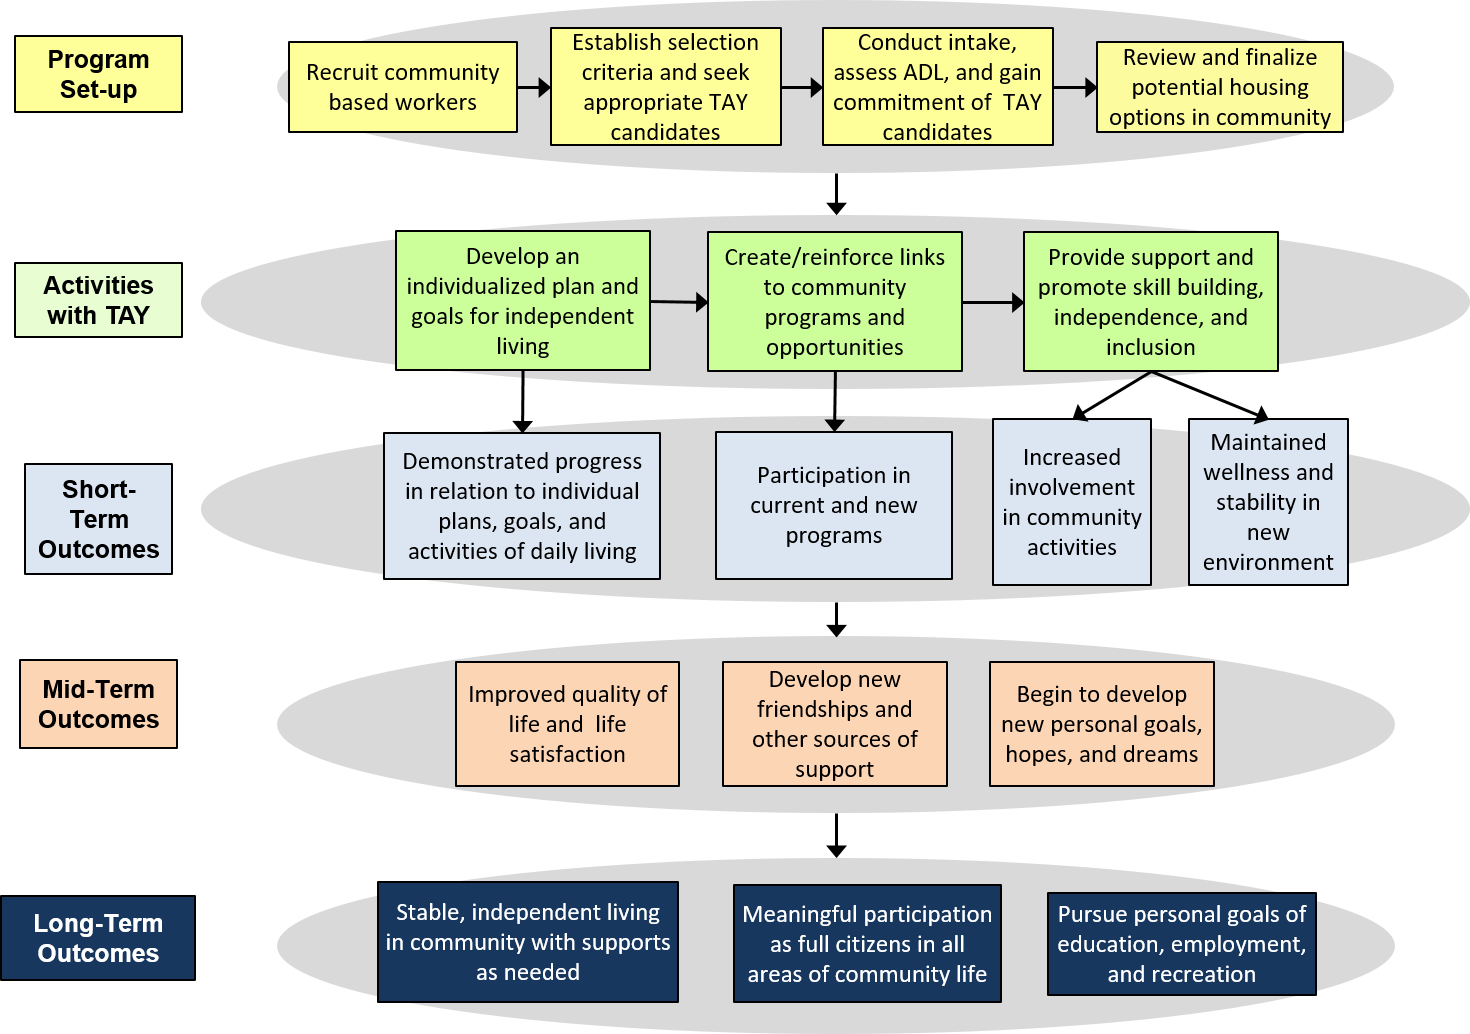 Program
Set-up
Recruit community
based workers
Establish selection
criteria and seek
appropriate TAY
candidates
Conduct intake,
assess ADL, and gain
commitment of TAY
candidates
Review and finalize
potential housing
options in community
Activities
with TAY
Develop an
individualized plan and
goals for independent
living
Create/reinforce links
to community
programs and
opportunities
Provide support and
promote skill building,
independence, and
inclusion
Short-
Term
Outcomes
Demonstrated progress
in relation to individual
plans, goals, and
activities of daily living
Participation in
current and new
programs
Increased
involvement
in community
activities
Maintained
wellness and
stability in
new
environment
Mid-Term
Outcomes
Improved quality of
life and life
satisfaction
Develop new
friendships and
other sources of
support
Begin to develop
new personal goals,
hopes, and dreams
Long-Term
Outcomes
Stable, independent living
in community with supports
as needed
Meaningful participation
as full citizens in all
areas of community life
Pursue personal goals of
education, employment,
and recreation